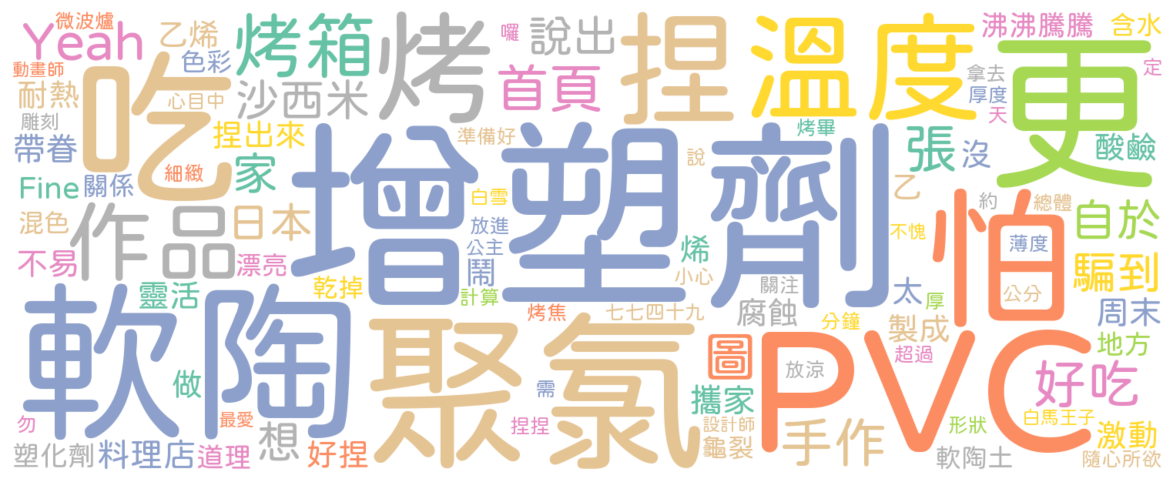 微波爐
Yeah
乙烯
色彩
烤箱
烤
囉
說出
捏
溫度
沸沸騰騰
含水
更
定
動畫師
耐熱
吃
心目中
沙西米
首頁
拿去
厚度
天
雕刻
帶眷
捏出來
準備好
烤畢
張
沒
酸鹼
Fine
關係
細緻
家
增塑劑
說
乙
約
總體
混色
作品
日本
白雪
放進
公主
烯
怕
不愧
薄度
自於
不易
漂亮
鬧
小心
騙到
靈活
乾掉
計算
關注
太
厚
公分
周末
軟陶
聚氯
烤焦
七七四十九
腐蝕
分鐘
製成
圖
PVC
超過
地方
做
需
放涼
好吃
攜家
勿
最愛
想
捏捏
設計師
手作
形狀
白馬王子
激動
塑化劑
料理店
道理
好捏
龜裂
軟陶土
隨心所欲